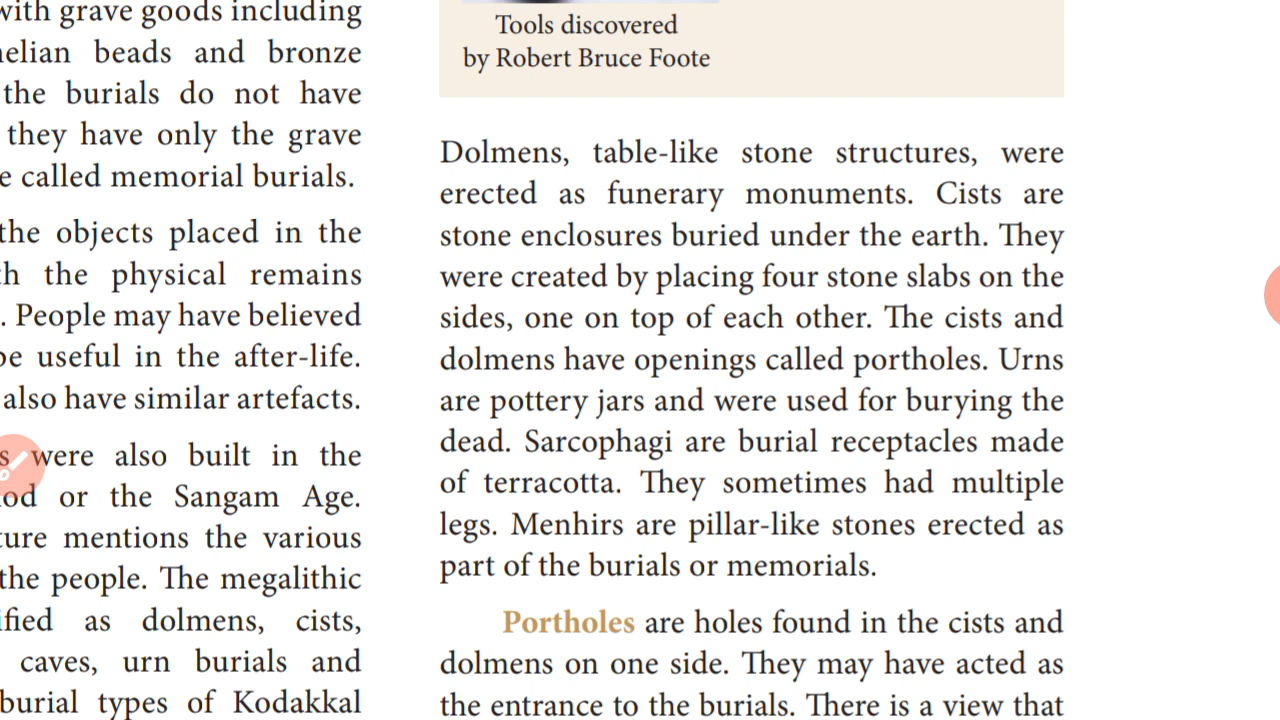 with grave goods including
beads and bronze
the burials do not have
they have only the grave
called memorial burials.
the objects placed in the
the physical remains
. People may have believed
useful in the after-life.
also have similar artefacts.
were also built in the
or the Sangam Age.
mentions the various
the people. The megalithic
as dolmens, cists,
caves, urn burials and
burial types of Kodakkal
Tools discovered
by Robert Bruce Foote
Dolmens, table-like stone structures, were
erected as funerary monuments. Cists are
stone enclosures buried under the earth. They
were created by placing four stone slabs on the
sides, one on top of each other. The cists and
dolmens have openings called portholes. Urns
are pottery jars and were used for burying the
dead. Sarcophagi are burial receptacles made
of terracotta. They sometimes had multiple
legs. Menhirs are pillar-like stones erected as
part of the burials or memorials.
Portholes are holes found in the cists and
dolmens on one side. They may have acted as
the entrance to the burials. There is a view that